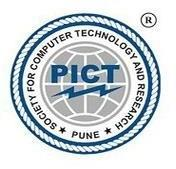 ®
SOCIETY FOR COMPUTER TECHNOLOGY AND RESEARCH
PICT
★ PUNE ★